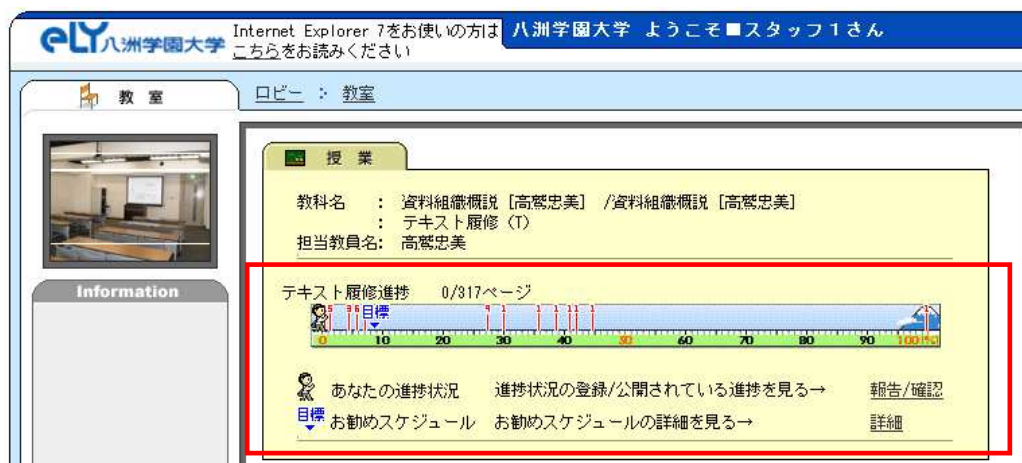 eLy八洲学園大学
Internet Explorer 7をお使いの方は
こちらをお読みください
八洲学園大学 ようこそ■スタッフ1さん
教 室
ロビー : 教室
授 業
教科名 : 資料組織概説 [高鷲忠美] /資料組織概説 [高鷲忠美]
: テキスト履修 (T)
担当教員名: 高鷲忠美
Information
テキスト履修進捗 0/317ページ
目標
0 10 20 30 40 50 60 70 80 90 100(%)
あなたの進捗状況 進捗状況の登録/公開されている進捗を見る→ 報告/確認
目標 お勧めスケジュール お勧めスケジュールの詳細を見る→ 詳細